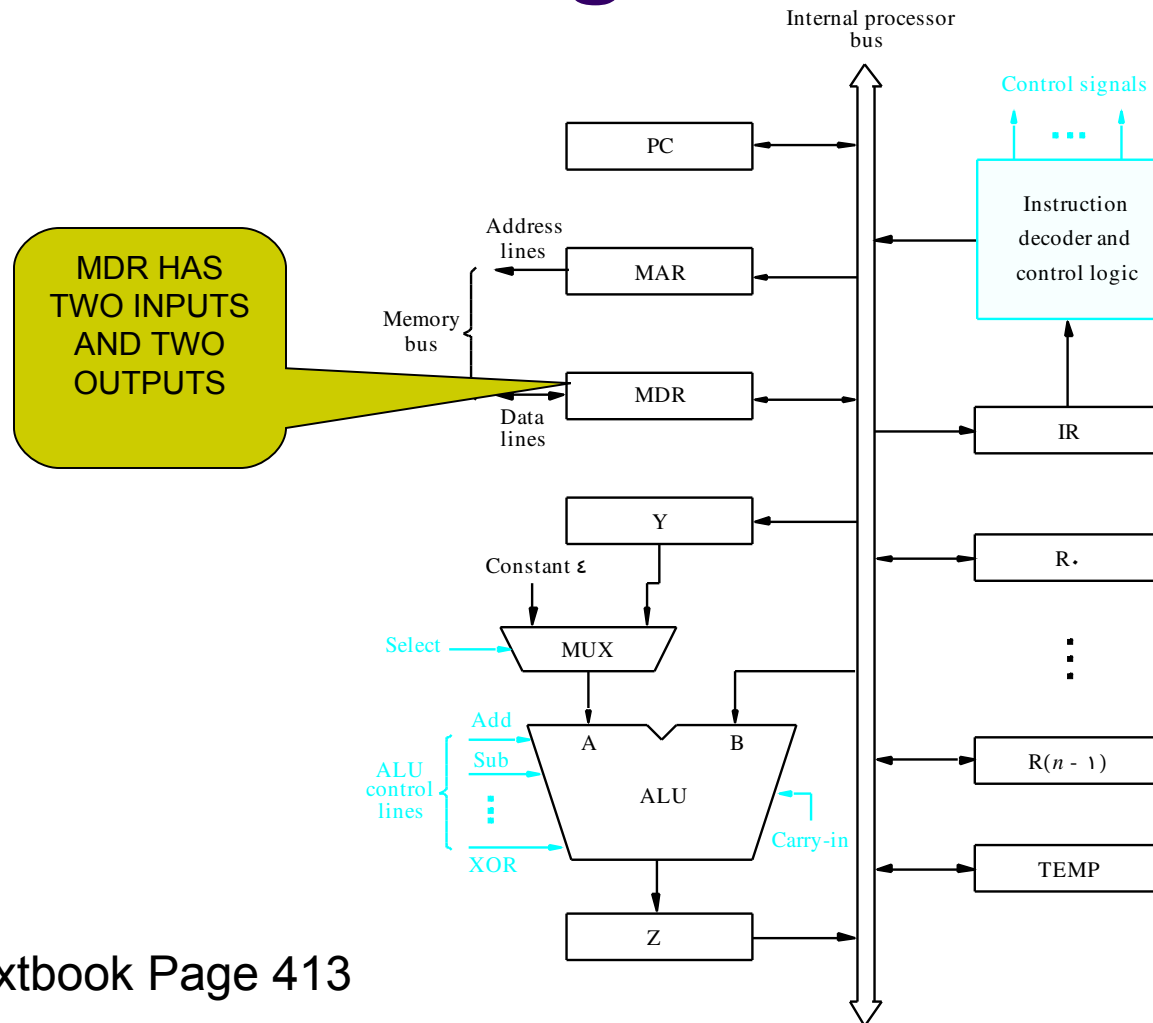 Internal processor
bus
Control signals
PC
Instruction
decoder and
control logic
Address
lines
MAR
MDR HAS
TWO INPUTS
AND TWO
OUTPUTS
Memory
bus
MDR
Data
lines
IR
Y
Constant ٤
R٠
Select
MUX
Add
A
B
Sub
ALU
control
lines
ALU
R(n - ١)
Carry-in
XOR
TEMP
Z
xtbook Page 413